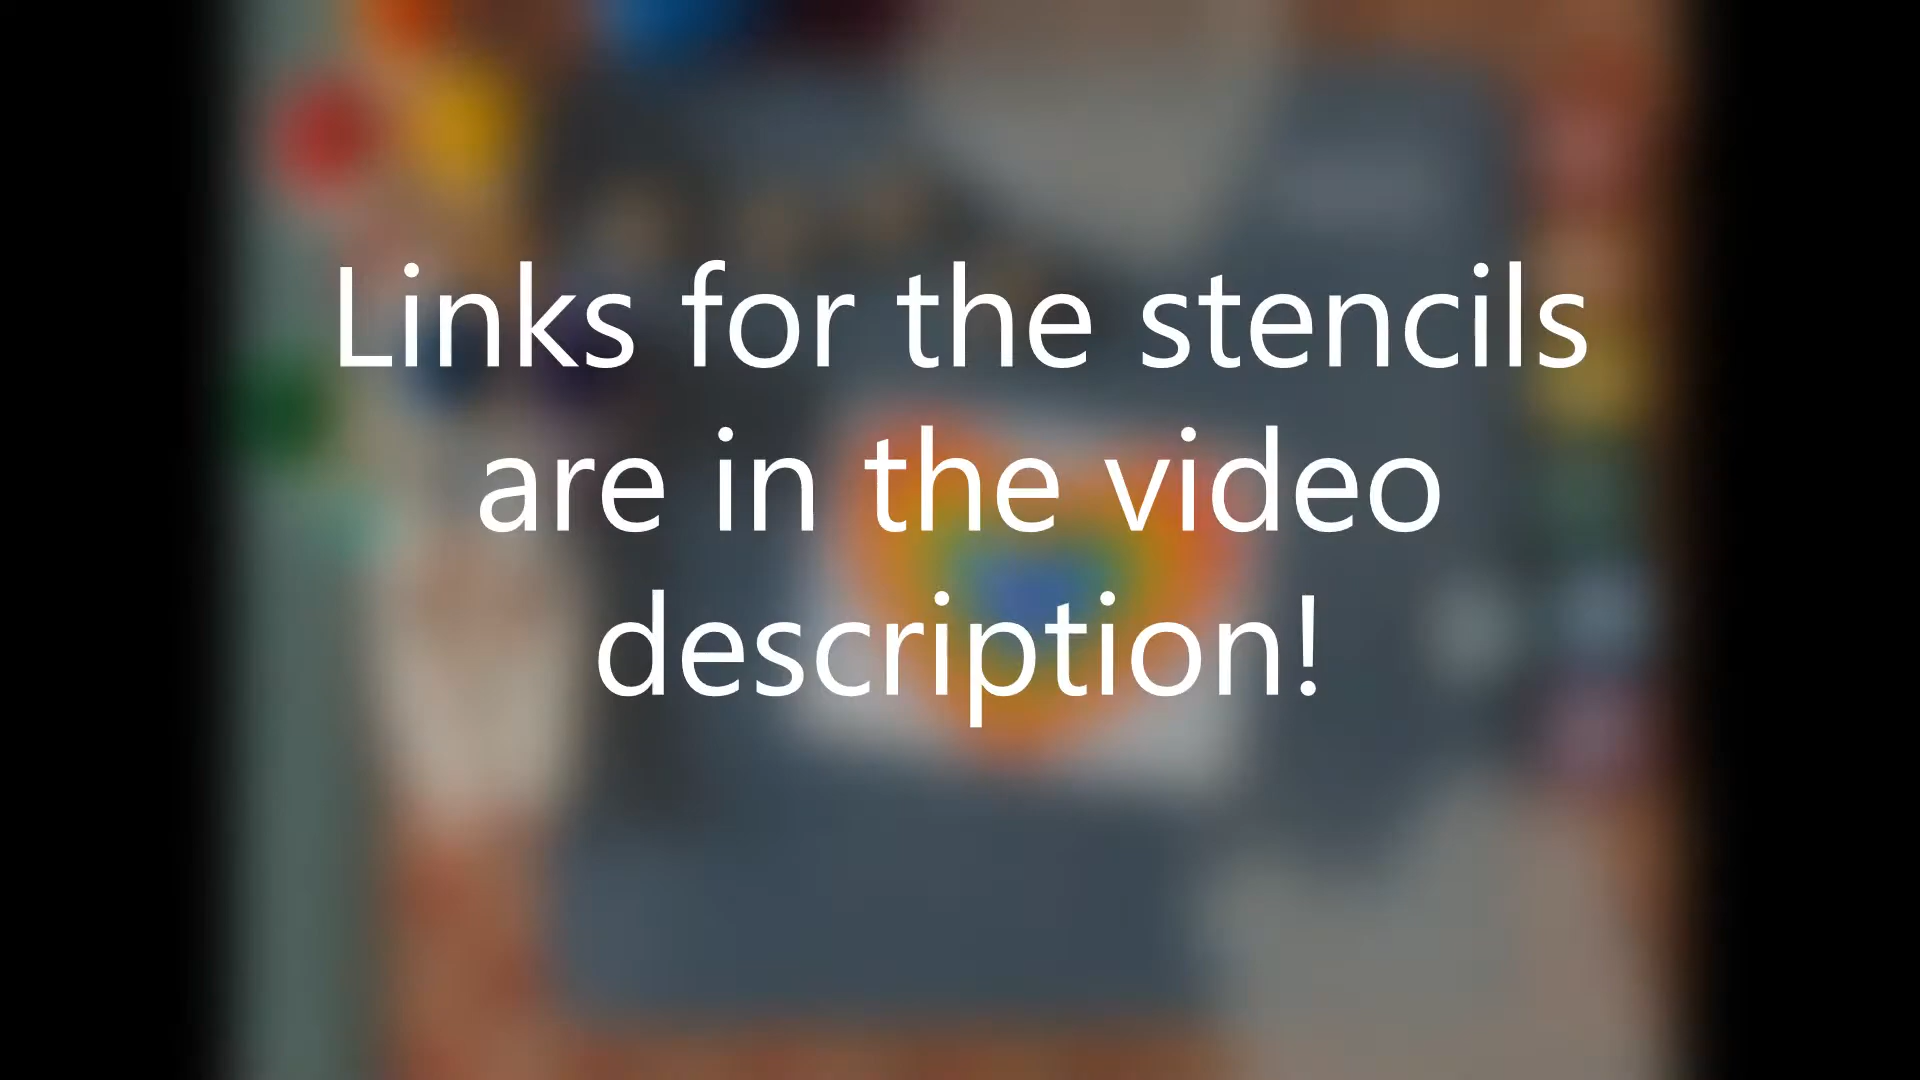 Links for the stencils
are in the video
description!